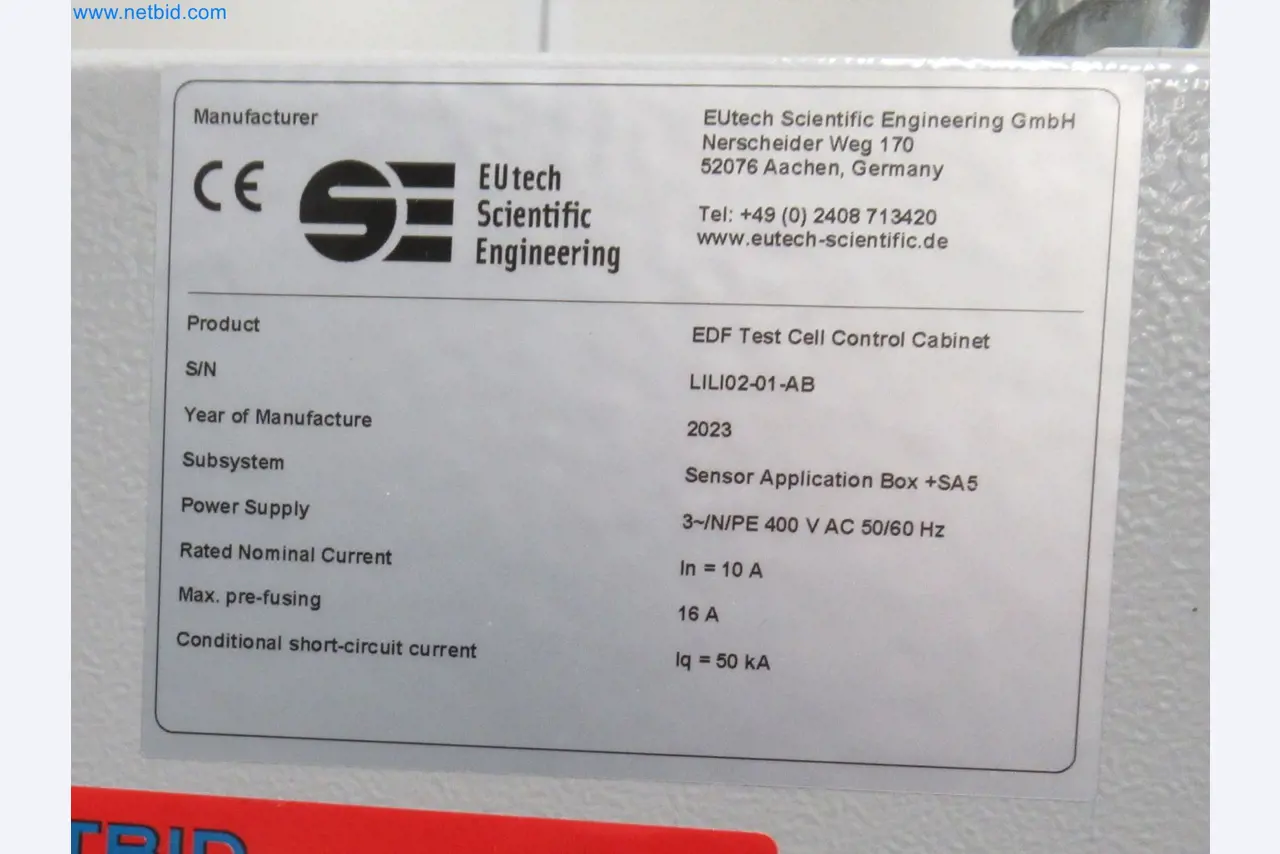 www.netbid.com
Manufacturer
CE
SE
EUtech
Scientific
Engineering
EUtech Scientific Engineering GmbH
Nerscheider Weg 170
52076 Aachen, Germany
Tel: +49 (0) 2408 713420
www.eutech-scientific.de
Product EDF Test Cell Control Cabinet
S/N LILI02-01-AB
Year of Manufacture 2023
Subsystem Sensor Application Box +SA5
Power Supply 3~/N/PE 400 V AC 50/60 Hz
Rated Nominal Current In = 10 A
Max. pre-fusing 16 A
Conditional short-circuit current Iq = 50 kA
TBID